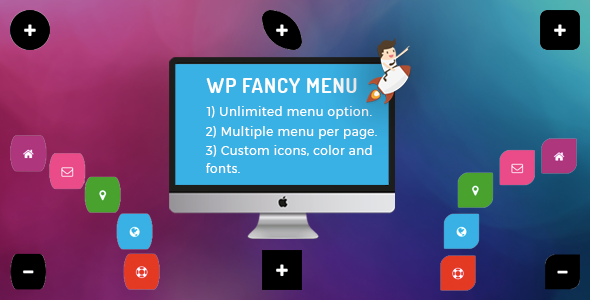 WP FANCY MENU
1) Unlimited menu option.
2) Multiple menu per page.
3) Custom icons, color and
fonts.